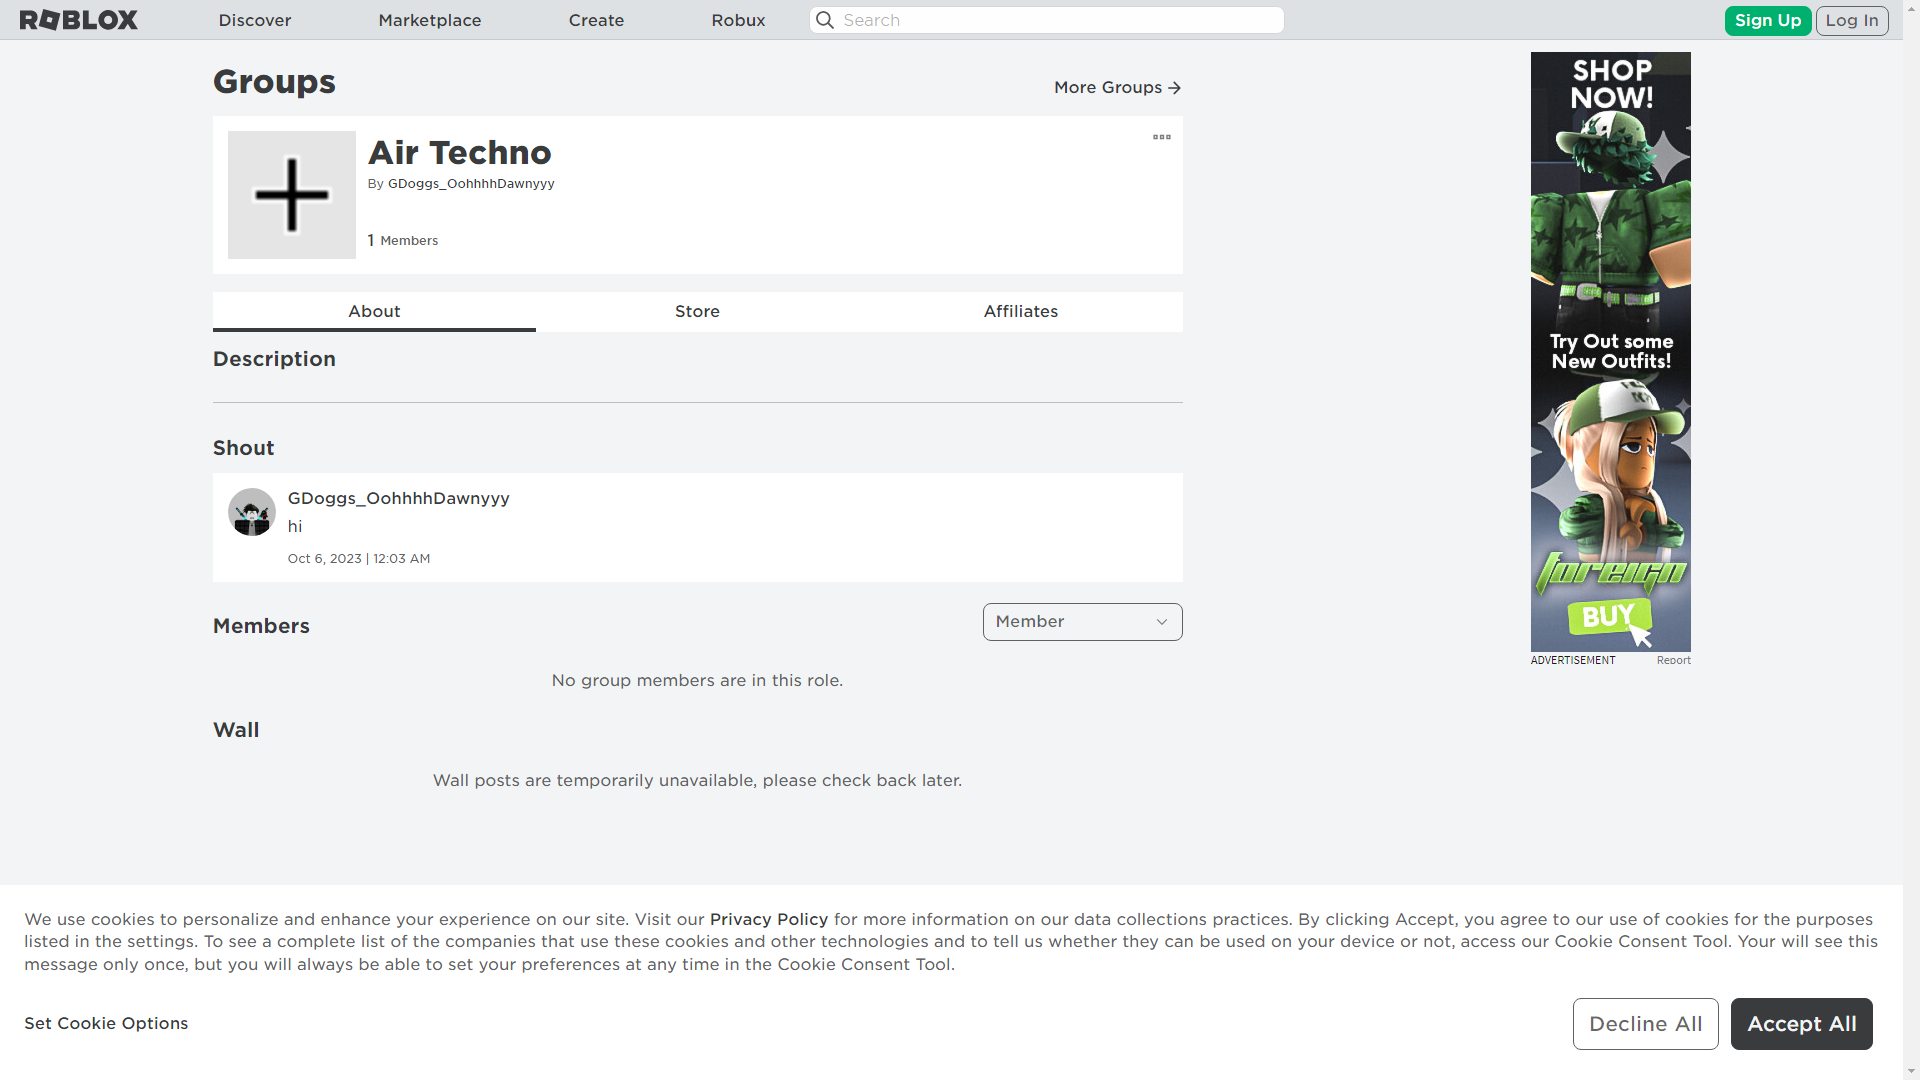 ROBLOX
Discover
Marketplace
Create
Robux
Search
Sign Up
Log In
Groups
More Groups
Air Techno
By GDoggs_OohhhhDawnyyy
1 Members
About
Store
Affiliates
Description
Shout
GDoggs_OohhhhDawnyyy
hi
Oct 6, 2023 | 12:03 AM
Members
Member
No group members are in this role.
Wall
Wall posts are temporarily unavailable, please check back later.
SHOP
NOW!
Try Out some
New Outfits!
foreign
BUY
ADVERTISEMENT
Report
We use cookies to personalize and enhance your experience on our site. Visit our Privacy Policy for more information on our data collections practices. By clicking Accept, you agree to our use of cookies for the purposes
listed in the settings. To see a complete list of the companies that use these cookies and other technologies and to tell us whether they can be used on your device or not, access our Cookie Consent Tool. Your will see this
message only once, but you will always be able to set your preferences at any time in the Cookie Consent Tool.
Set Cookie Options
Decline All
Accept All